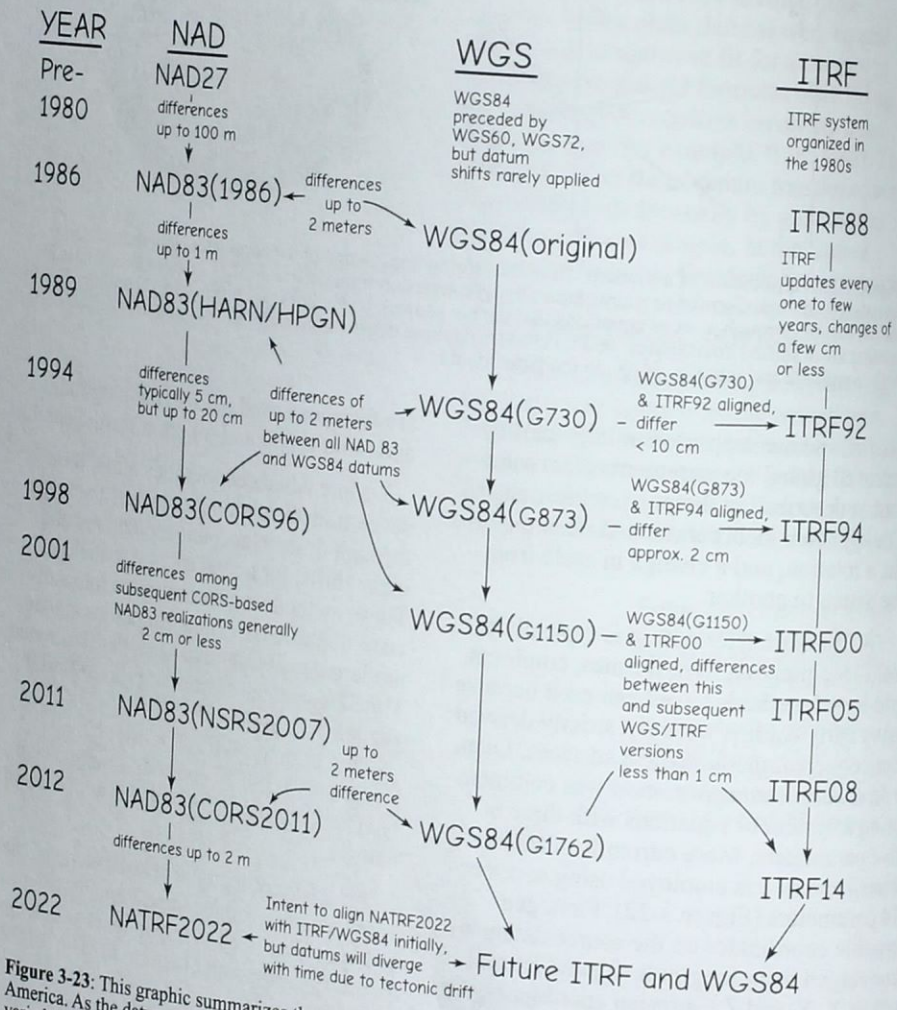 YEAR
NAD
WGS
ITRF
Pre-
1980
NAD27
differences
up to 100 m
WGS84
preceded by
WGS60, WGS72,
but datum
shifts rarely applied
ITRF system
organized in
the 1980s
1986
NAD83(1986)
differences
up to
2 meters
WGS84(original)
ITRF88
differences
up to 1 m
ITRF
updates every
one to few
years, changes of
a few cm
or less
1989
NAD83(HARN/HPGN)
1994
differences
typically 5 cm,
but up to 20 cm
differences of
up to 2 meters
between all NAD 83
and WGS84 datums
WGS84(G730)
WGS84(G730)
& ITRF92 aligned,
differ
< 10 cm
ITRF92
1998
NAD83(CORS96)
WGS84(G873)
WGS84(G873)
& ITRF94 aligned,
differ
approx. 2 cm
ITRF94
2001
differences among
subsequent CORS-based
NAD83 realizations generally
2 cm or less
WGS84(G1150)
WGS84(G1150)
& ITRF00
aligned, differences
between this
and subsequent
WGS/ITRF
versions
less than 1 cm
ITRF00
ITRF05
2011
NAD83(NSRS2007)
up to
2 meters
difference
ITRF08
2012
NAD83(CORS2011)
WGS84(G1762)
differences up to 2 m
ITRF14
2022
NATRF2022
Intent to align NATRF2022
with ITRF/WGS84 initially,
but datums will diverge
with time due to tectonic drift
Future ITRF and WGS84
Figure 3-23: This graphic summarizes
America. As the